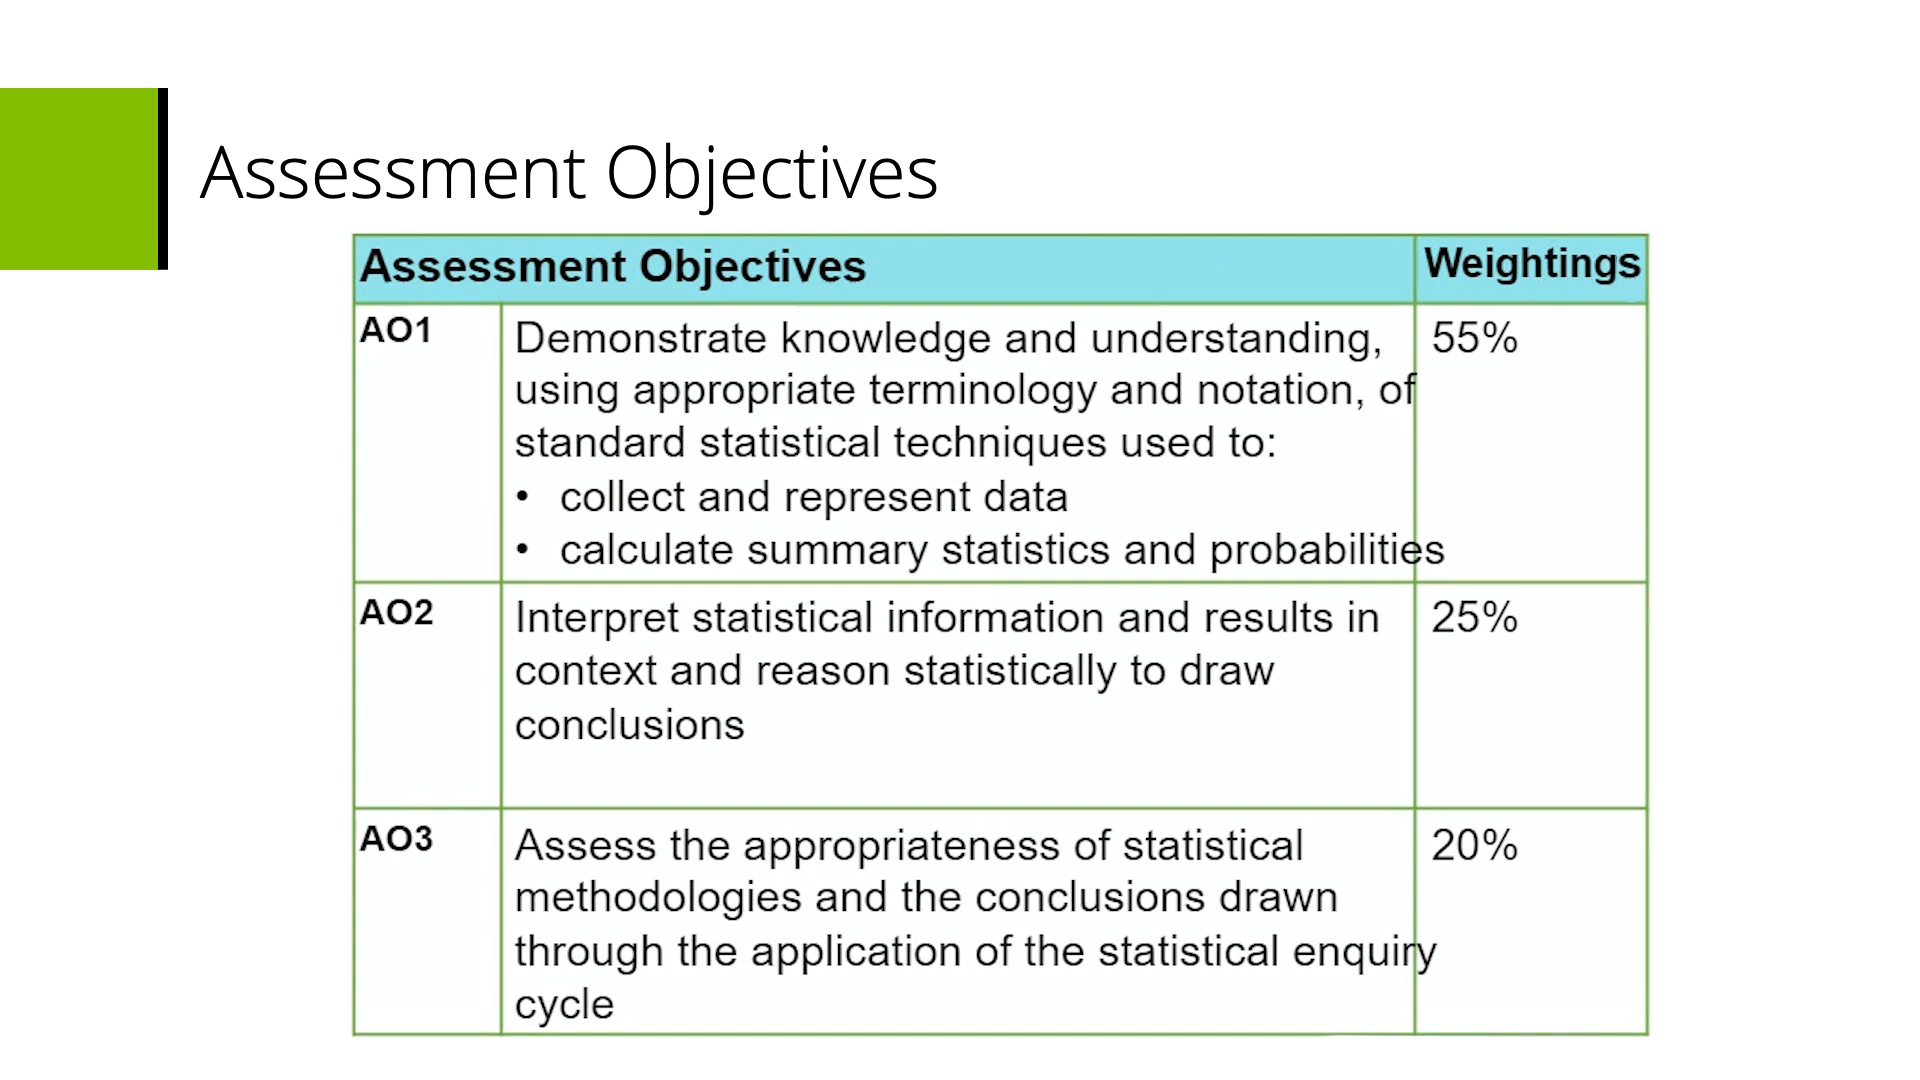 Assessment Objectives
Assessment Objectives Weightings
AO1 Demonstrate knowledge and understanding, 55%
using appropriate terminology and notation, of
standard statistical techniques used to:
• collect and represent data
• calculate summary statistics and probabilities
AO2 Interpret statistical information and results in 25%
context and reason statistically to draw
conclusions
AO3 Assess the appropriateness of statistical 20%
methodologies and the conclusions drawn
through the application of the statistical enquiry
cycle